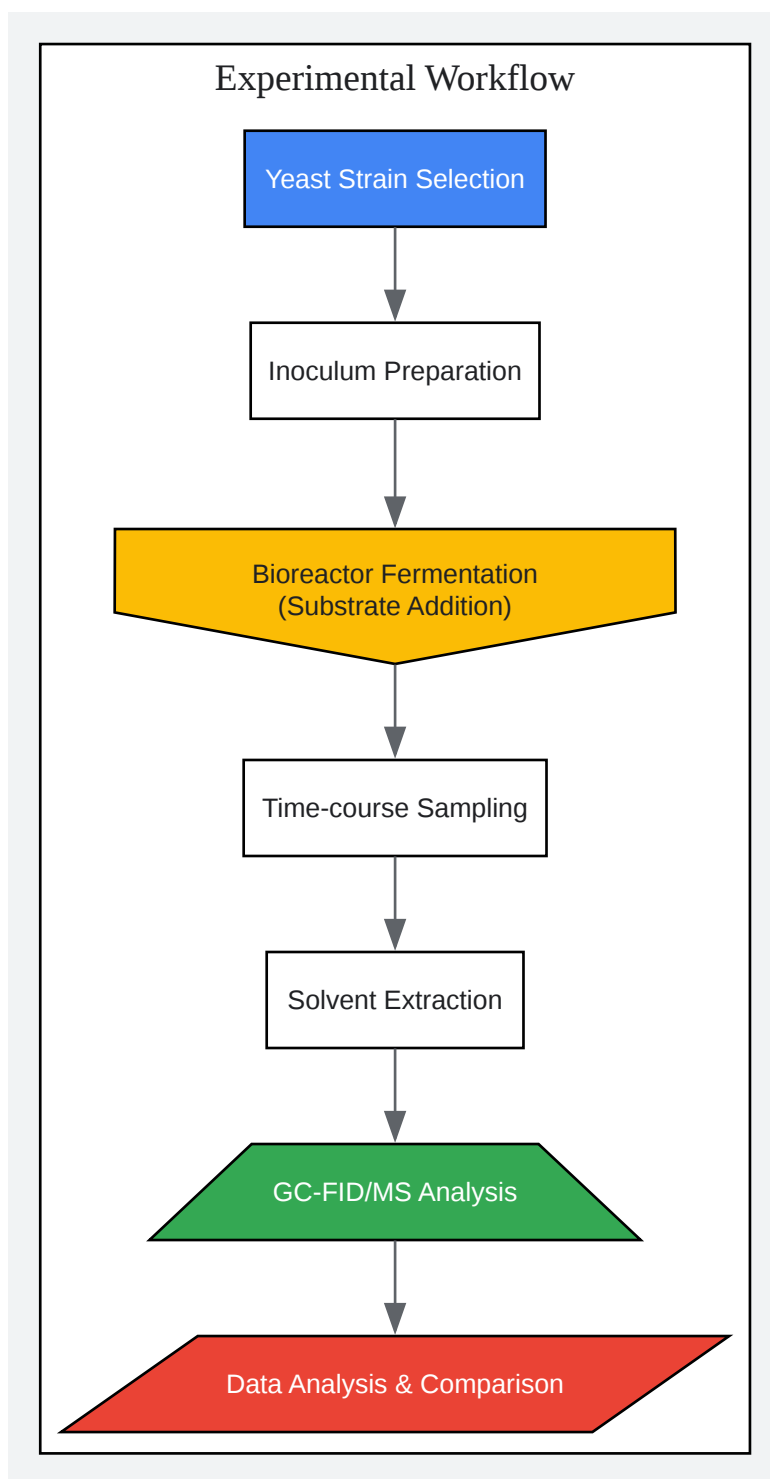 Experimental Workflow
Yeast Strain Selection
Inoculum Preparation
Bioreactor Fermentation
(Substrate Addition)
Time-course Sampling
Solvent Extraction
GC-FID/MS Analysis
Data Analysis & Comparison